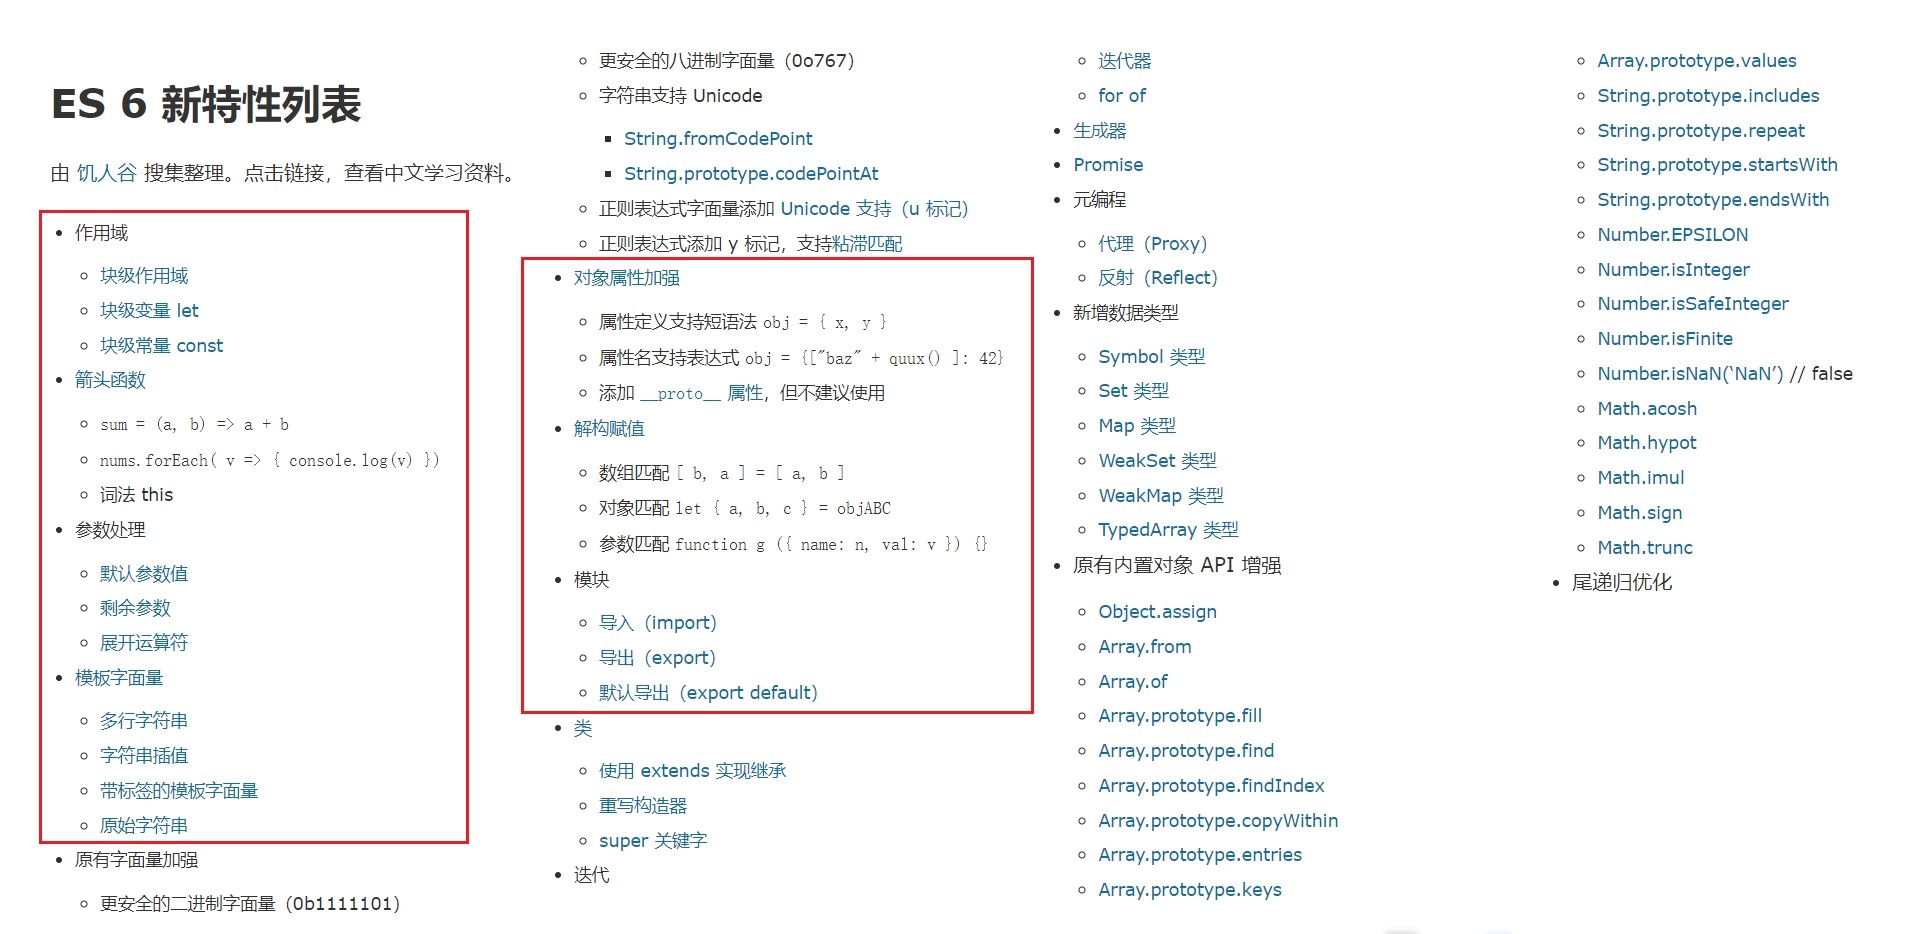 ES 6 新特性列表
由 饥人谷 搜集整理。点击链接，查看中文学习资料。
作用域
块级作用域
块级变量 let
块级常量 const
箭头函数
sum = (a, b) => a + b
nums.forEach( v => { console.log(v) })
词法 this
参数处理
默认参数值
剩余参数
展开运算符
模板字面量
多行字符串
字符串插值
带标签的模板字面量
原始字符串
原有字面量加强
更安全的二进制字面量（0b1111101）
更安全的八进制字面量（0o767）
字符串支持 Unicode
String.fromCodePoint
String.prototype.codePointAt
正则表达式字面量添加 Unicode 支持（u 标记）
正则表达式添加 y 标记，支持粘滞匹配
对象属性加强
属性定义支持短语法 obj = { x, y }
属性名支持表达式 obj = {["baz" + quux() ]: 42}
添加 __proto__ 属性，但不建议使用
解构赋值
数组匹配 [ b, a ] = [ a, b ]
对象匹配 let { a, b, c } = objABC
参数匹配 function g ({ name: n, val: v }) {}
模块
导入（import）
导出（export）
默认导出（export default）
类
使用 extends 实现继承
重写构造器
super 关键字
迭代
迭代器
for of
生成器
Promise
元编程
代理（Proxy）
反射（Reflect）
新增数据类型
Symbol 类型
Set 类型
Map 类型
WeakSet 类型
WeakMap 类型
TypedArray 类型
原有内置对象 API 增强
Object.assign
Array.from
Array.of
Array.prototype.fill
Array.prototype.find
Array.prototype.findIndex
Array.prototype.copyWithin
Array.prototype.entries
Array.prototype.keys
Array.prototype.values
String.prototype.includes
String.prototype.repeat
String.prototype.startsWith
String.prototype.endsWith
Number.EPSILON
Number.isInteger
Number.isSafeInteger
Number.isFinite
Number.isNaN(‘NaN’) // false
Math.acosh
Math.hypot
Math.imul
Math.sign
Math.trunc
尾递归优化